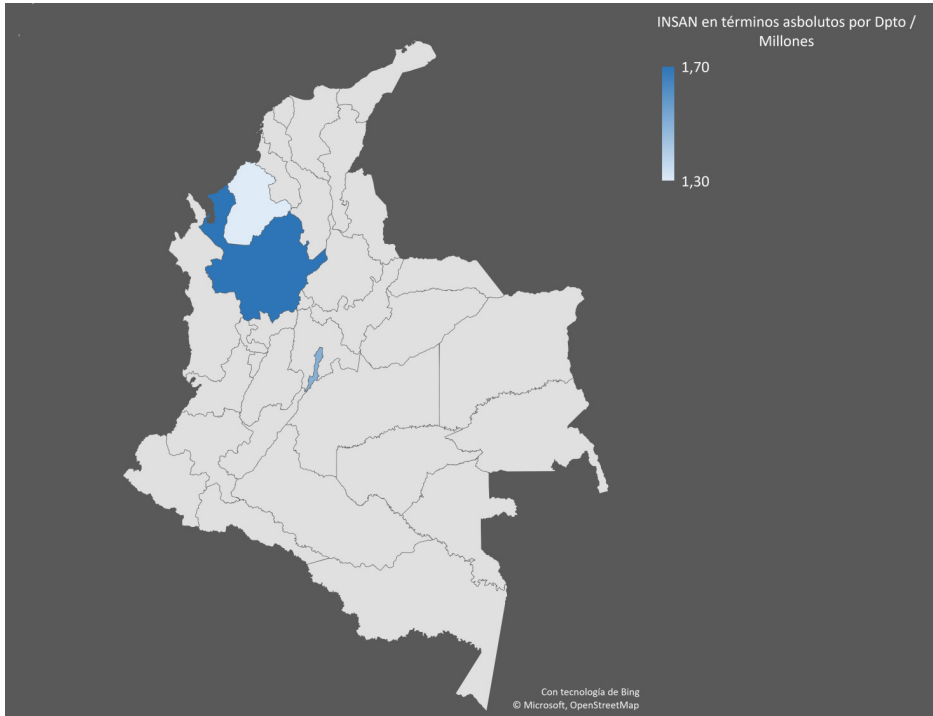 INSAN en términos asbolutos por Dpto /
Millones
1,70
1,30
Con tecnología de Bing
© Microsoft, OpenStreetMap